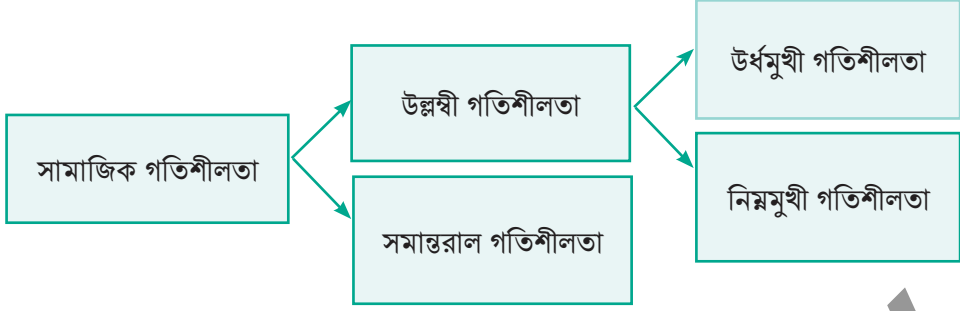 সামাজিক গতিশীলতা
উল্লম্বী গতিশীলতা
সমান্তরাল গতিশীলতা
উর্ধমুখী গতিশীলতা
নিম্নমুখী গতিশীলতা